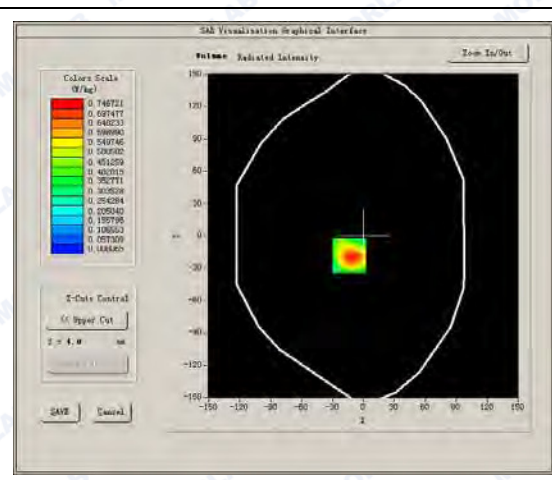 SAR Visualisation Graphical Interface
Volume Radiated Intensity
Zoom In/Out
Colors Scale
(W/kg)
0.746721
0.697477
0.648233
0.598990
0.549746
0.500502
0.451259
0.402015
0.352771
0.303528
0.254284
0.205040
0.155796
0.106553
0.057309
0.008065
150
120
90
60
30
0
-30
-60
-90
-120
-150
-150 -120 -90 -60 -30 0 30 60 90 120 150
X
Z-Cuts Control
<< Upper Cut
Z = 4.0 mm
SAVE
Cancel